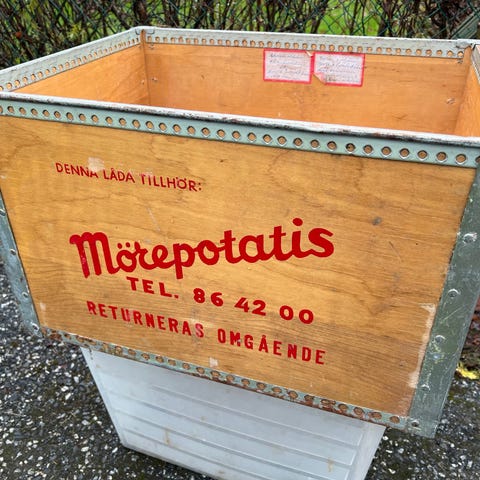 DENNA LÅDA TILLHÖR:
Mörepotatis
TEL. 86 42 00
RETURNERAS OMGÅENDE